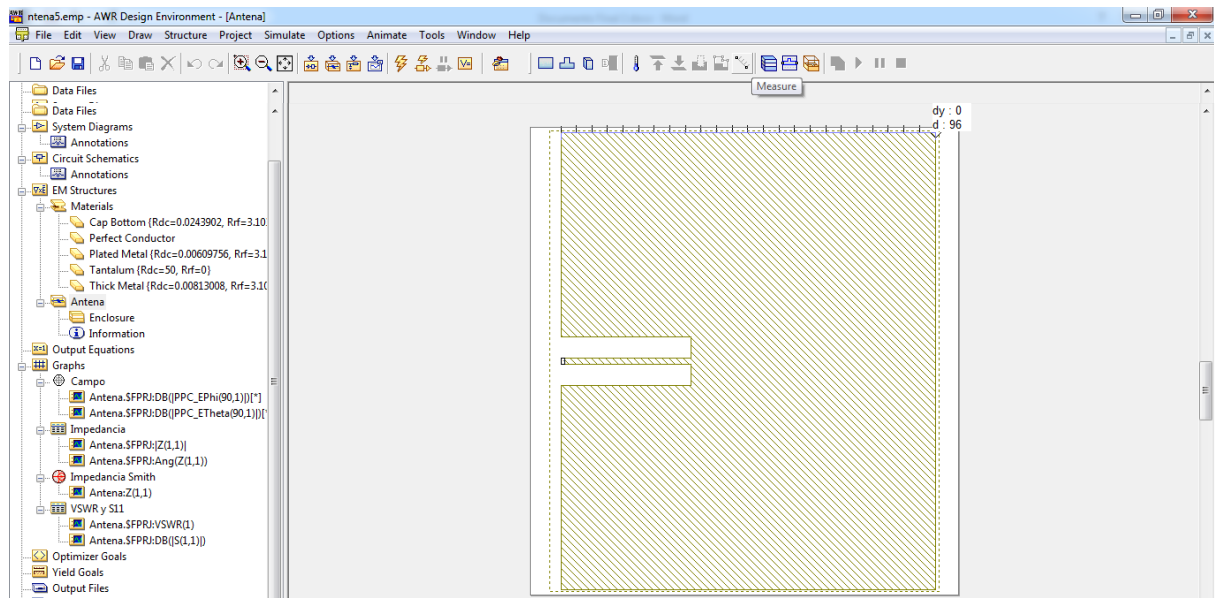 ntena5.emp - AWR Design Environment - [Antena]
File Edit View Draw Structure Project Simulate Options Animate Tools Window Help
Measure
Data Files
Data Files
System Diagrams
Annotations
Circuit Schematics
Annotations
EM Structures
Materials
Cap Bottom {Rdc=0.0243902, Rrf=3.10
Perfect Conductor
Plated Metal {Rdc=0.00609756, Rrf=3.1
Tantalum {Rdc=50, Rrf=0}
Thick Metal {Rdc=0.00813008, Rrf=3.10
Antena
Enclosure
Information
Output Equations
Graphs
Campo
Antena.$FPRJ:DB(|PPC_EPhi(90,1)|)[*]
Antena.$FPRJ:DB(|PPC_ETheta(90,1)|)[
Impedancia
Antena.$FPRJ:|Z(1,1)|
Antena.$FPRJ:Ang(Z(1,1))
Impedancia Smith
Antena:Z(1,1)
VSWR y S11
Antena.$FPRJ:VSWR(1)
Antena.$FPRJ:DB(|S(1,1)|)
Optimizer Goals
Yield Goals
Output Files
dy : 0
d : 96